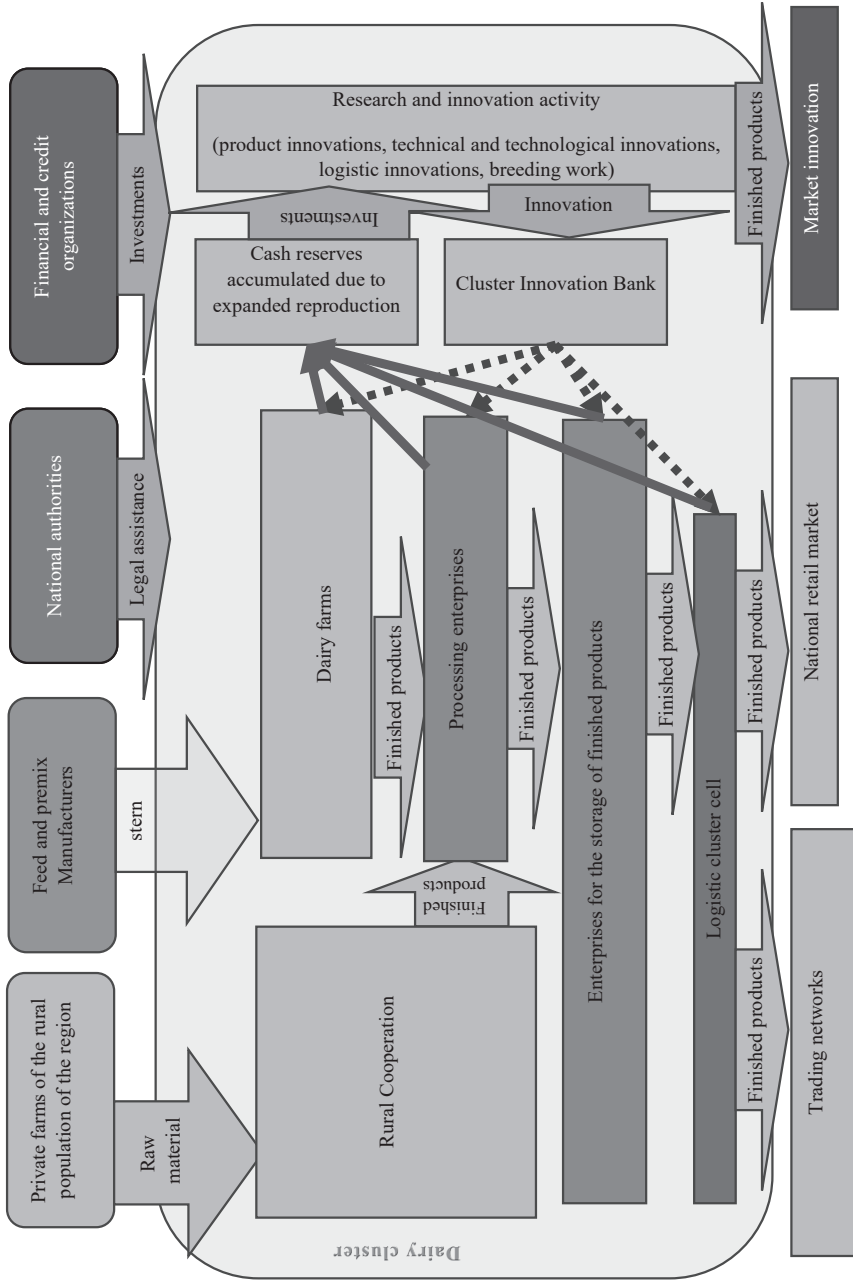 Private farms of the rural
population of the region
Feed and premix
Manufacturers
National authorities
Financial and credit
organizations
Raw
material
stern
Legal assistance
Investments
Dairy cluster
Rural Cooperation
Finished
products
Dairy farms
Finished products
Processing enterprises
Finished products
Enterprises for the storage of finished products
Finished products
Logistic cluster cell
Cash reserves
accumulated due to
expanded reproduction
Cluster Innovation Bank
Investments
Innovation
Research and innovation activity
(product innovations, technical and technological innovations,
logistic innovations, breeding work)
Finished products
Finished products
Finished products
Trading networks
National retail market
Market innovation